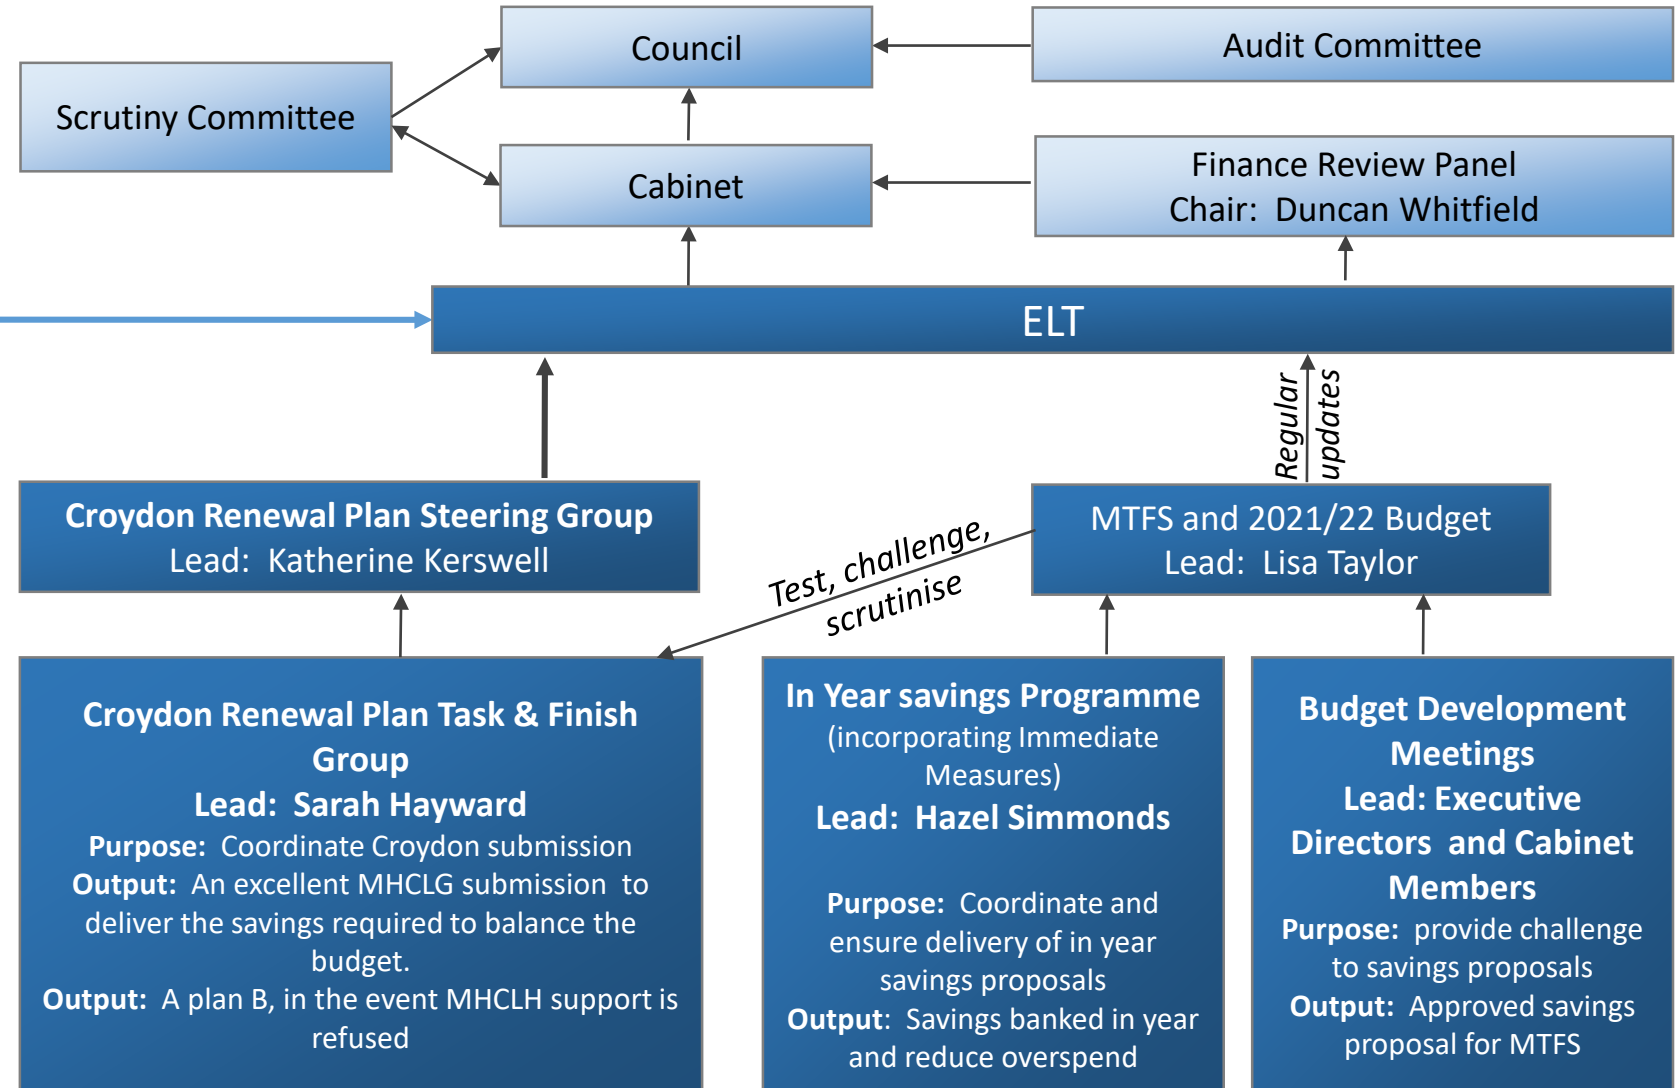 Council
Audit Committee
Scrutiny Committee
Cabinet
Finance Review Panel
Chair: Duncan Whitfield
ELT
Regular
updates
Croydon Renewal Plan Steering Group
Lead: Katherine Kerswell
MTFS and 2021/22 Budget
Lead: Lisa Taylor
Test, challenge,
scrutinise
Croydon Renewal Plan Task & Finish
Group
Lead: Sarah Hayward
Purpose: Coordinate Croydon submission
Output: An excellent MHCLG submission to
deliver the savings required to balance the
budget.
Output: A plan B, in the event MHCLH support is
refused
In Year savings Programme
(incorporating Immediate
Measures)
Lead: Hazel Simmonds
Purpose: Coordinate and
ensure delivery of in year
savings proposals
Output: Savings banked in year
and reduce overspend
Budget Development
Meetings
Lead: Executive
Directors and Cabinet
Members
Purpose: provide challenge
to savings proposals
Output: Approved savings
proposal for MTFS